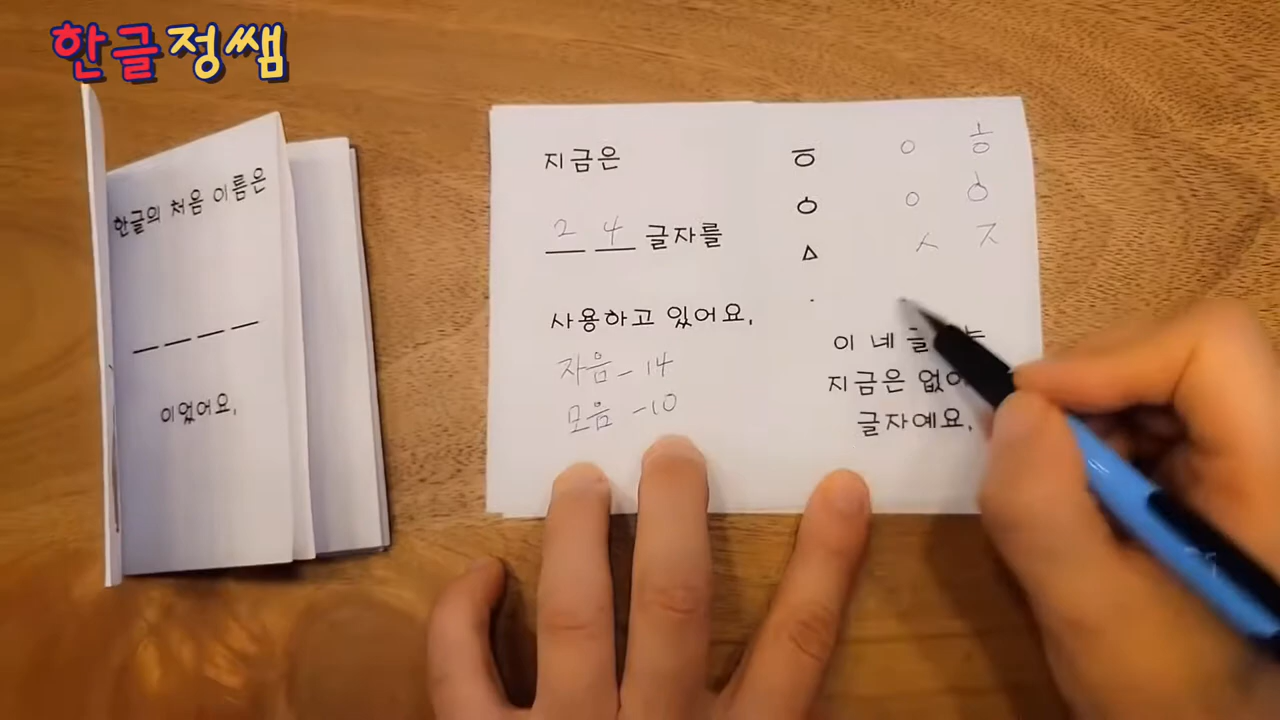 한글정쌤
한글의 처음 이름은
이었어요.
지금은
2 4 글자를
사용하고 있어요.
자음 - 14
모음 - 10
ㆆ ㅇ ㅎ
ㆁ ㅇ ㆁ
ㅿ ㅅ ㅈ
ㆍ
이 네
지금은
글자예요.